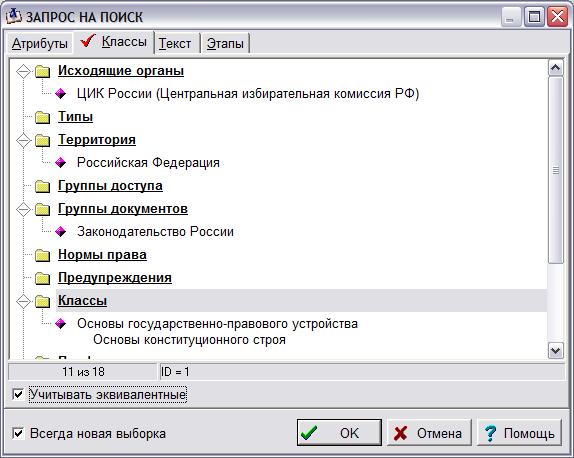 ЗАПРОС НА ПОИСК
Атрибуты Классы Текст Этапы
Исходящие органы
ЦИК России (Центральная избирательная комиссия РФ)
Типы
Территория
Российская Федерация
Группы доступа
Группы документов
Законодательство России
Нормы права
Предупреждения
Классы
Основы государственно-правового устройства
Основы конституционного строя
11 из 18 ID = 1
Учитывать эквивалентные
Всегда новая выборка OK Отмена ? Помощь